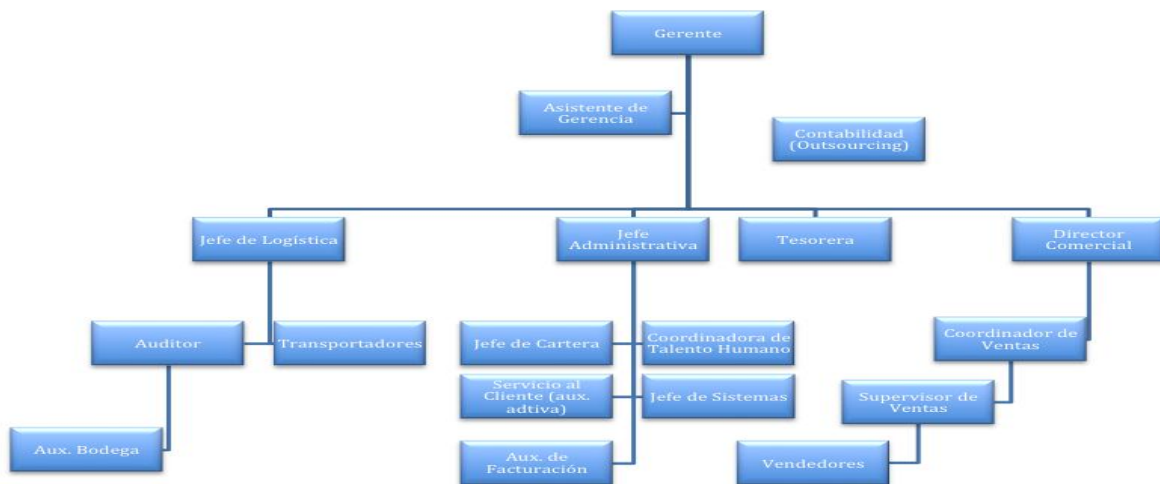 Gerente
Asistente de
Gerencia
Contabilidad
(Outsourcing)
Jefe de Logística
Jefe
Administrativa
Tesorera
Director
Comercial
Auditor
Transportadores
Jefe de Cartera
Coordinadora de
Talento Humano
Coordinador de
Ventas
Servicio al
Cliente (aux.
adtiva)
Jefe de Sistemas
Supervisor de
Ventas
Aux. Bodega
Aux. de
Facturación
Vendedores